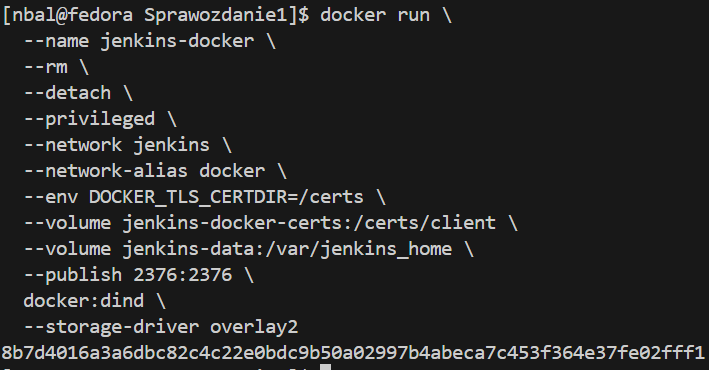 [nbal@fedora Sprawozdanie1]$ docker run \
  --name jenkins-docker \
  --rm \
  --detach \
  --privileged \
  --network jenkins \
  --network-alias docker \
  --env DOCKER_TLS_CERTDIR=/certs \
  --volume jenkins-docker-certs:/certs/client \
  --volume jenkins-data:/var/jenkins_home \
  --publish 2376:2376 \
  docker:dind \
  --storage-driver overlay2
8b7d4016a3a6dbc82c4c22e0bdc9b50a02997b4abeca7c453f364e37fe02fff1